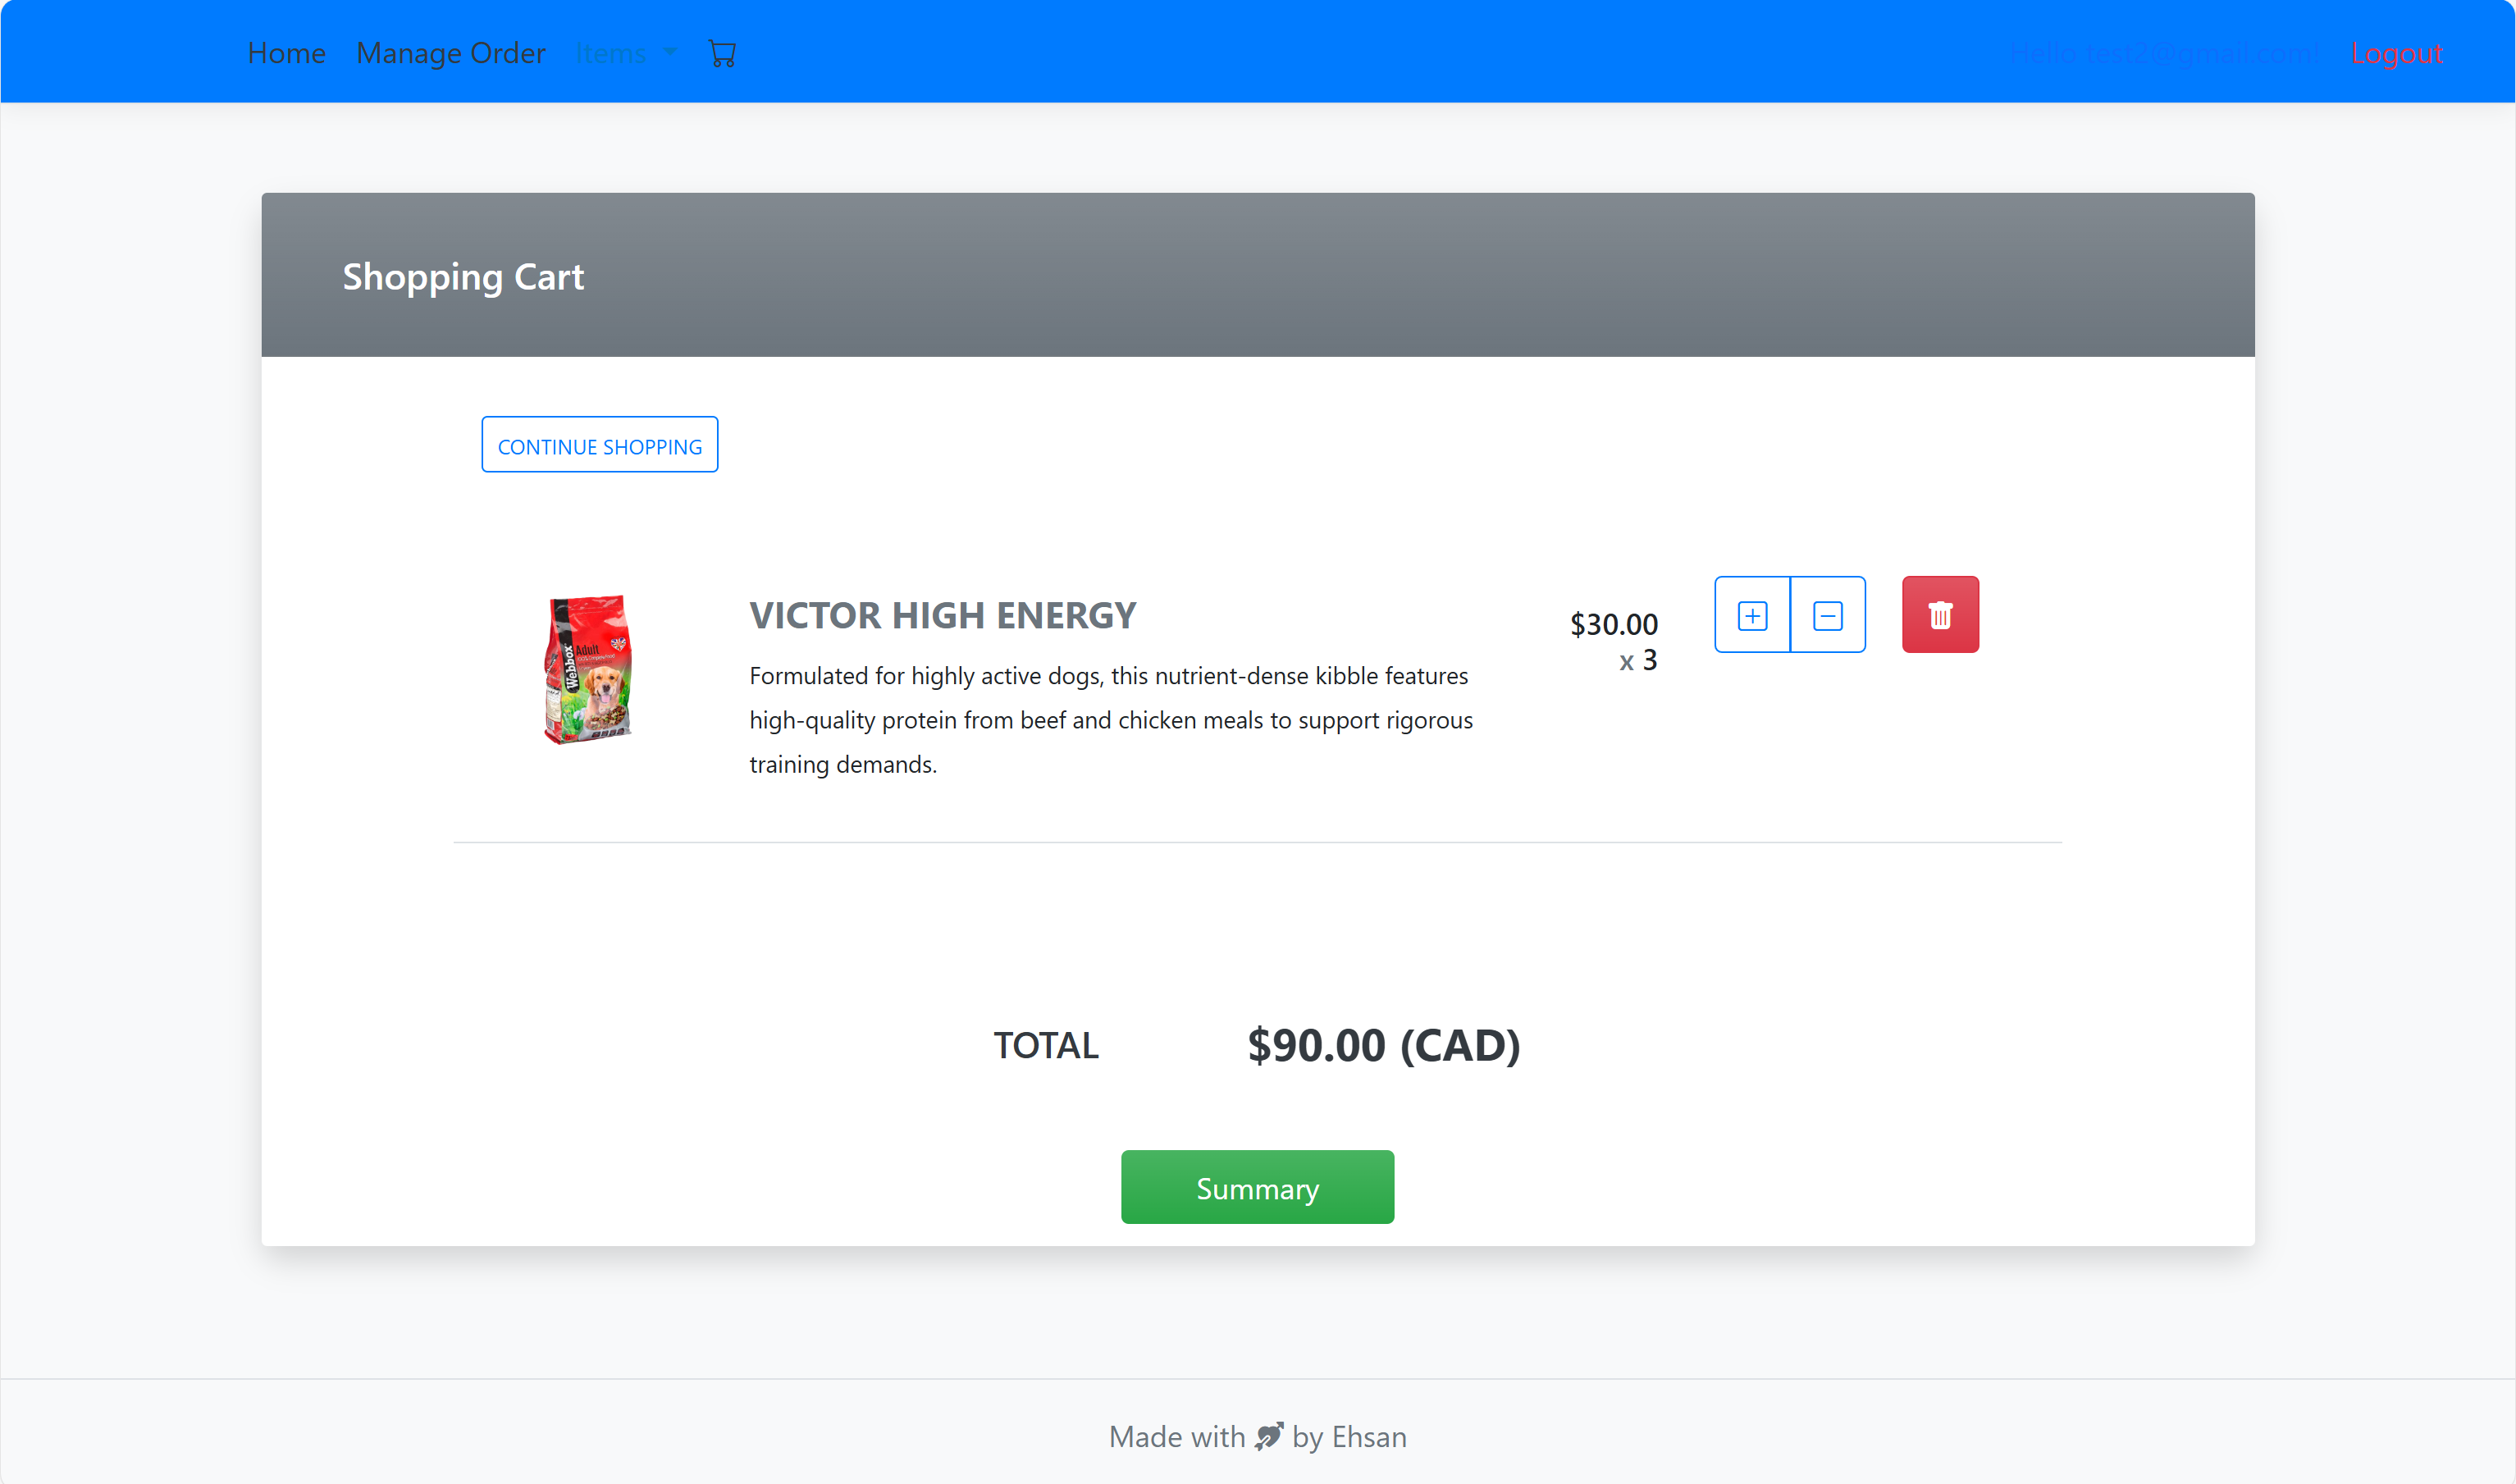 Home Manage Order Items Hello test2@gmail.com! Logout
Shopping Cart
CONTINUE SHOPPING
Webbox
Adult
VICTOR HIGH ENERGY
Formulated for highly active dogs, this nutrient-dense kibble features
high-quality protein from beef and chicken meals to support rigorous
training demands.
$30.00
x 3
TOTAL $90.00 (CAD)
Summary
Made with by Ehsan